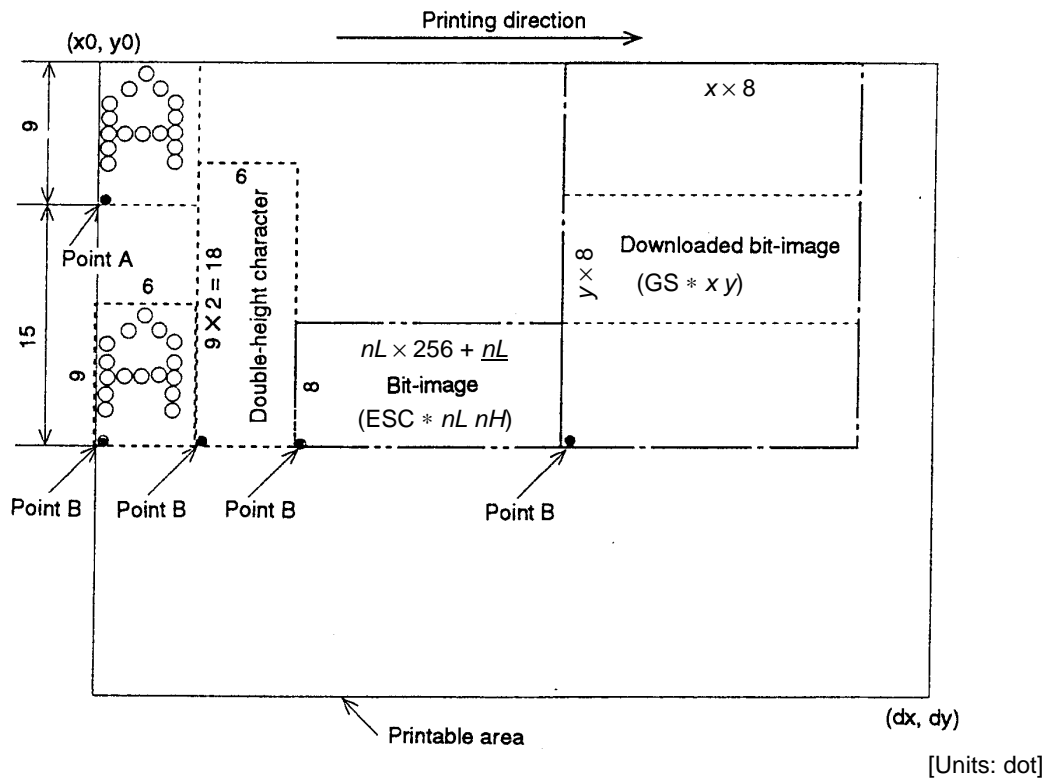 Printing direction
(x0, y0)
x × 8
9
6
Point A
9 × 2 = 18
Double-height character
Downloaded bit-image
(GS * x y)
y × 8
15
6
9
8
nL × 256 + nL
Bit-image
(ESC * nL nH)
Point B
Point B
Point B
Point B
(dx, dy)
Printable area
[Units: dot]